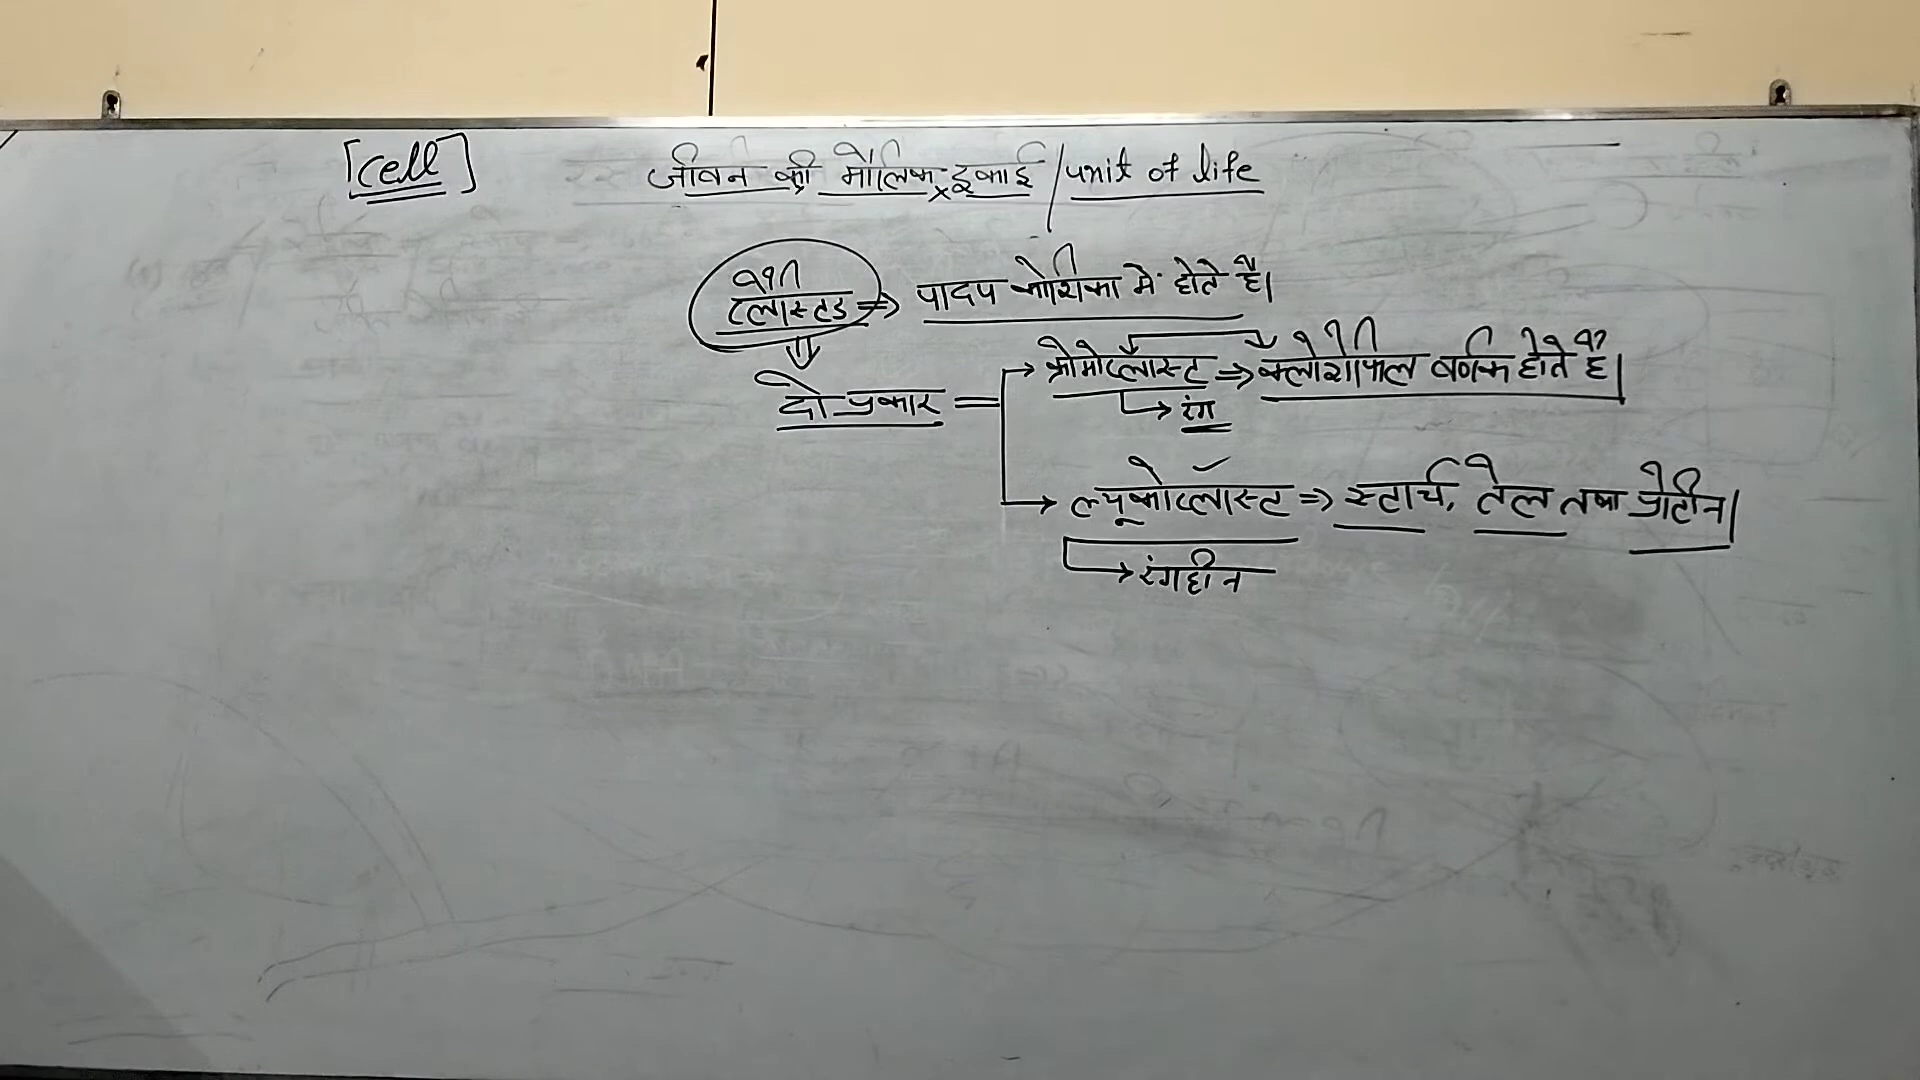 [Cell]
जीवन की मौलिक इकाई / unit of life
प्लास्टिड ⇒ पादप कोशिका में होते है।
दो प्रकार =
→ क्रोमोप्लास्ट ⇒ क्लोरोफिल वर्णक होते है।
→ रंग
→ ल्यूकोप्लास्ट ⇒ स्टार्च, तेल तथा प्रोटीन।
→ रंगहीन